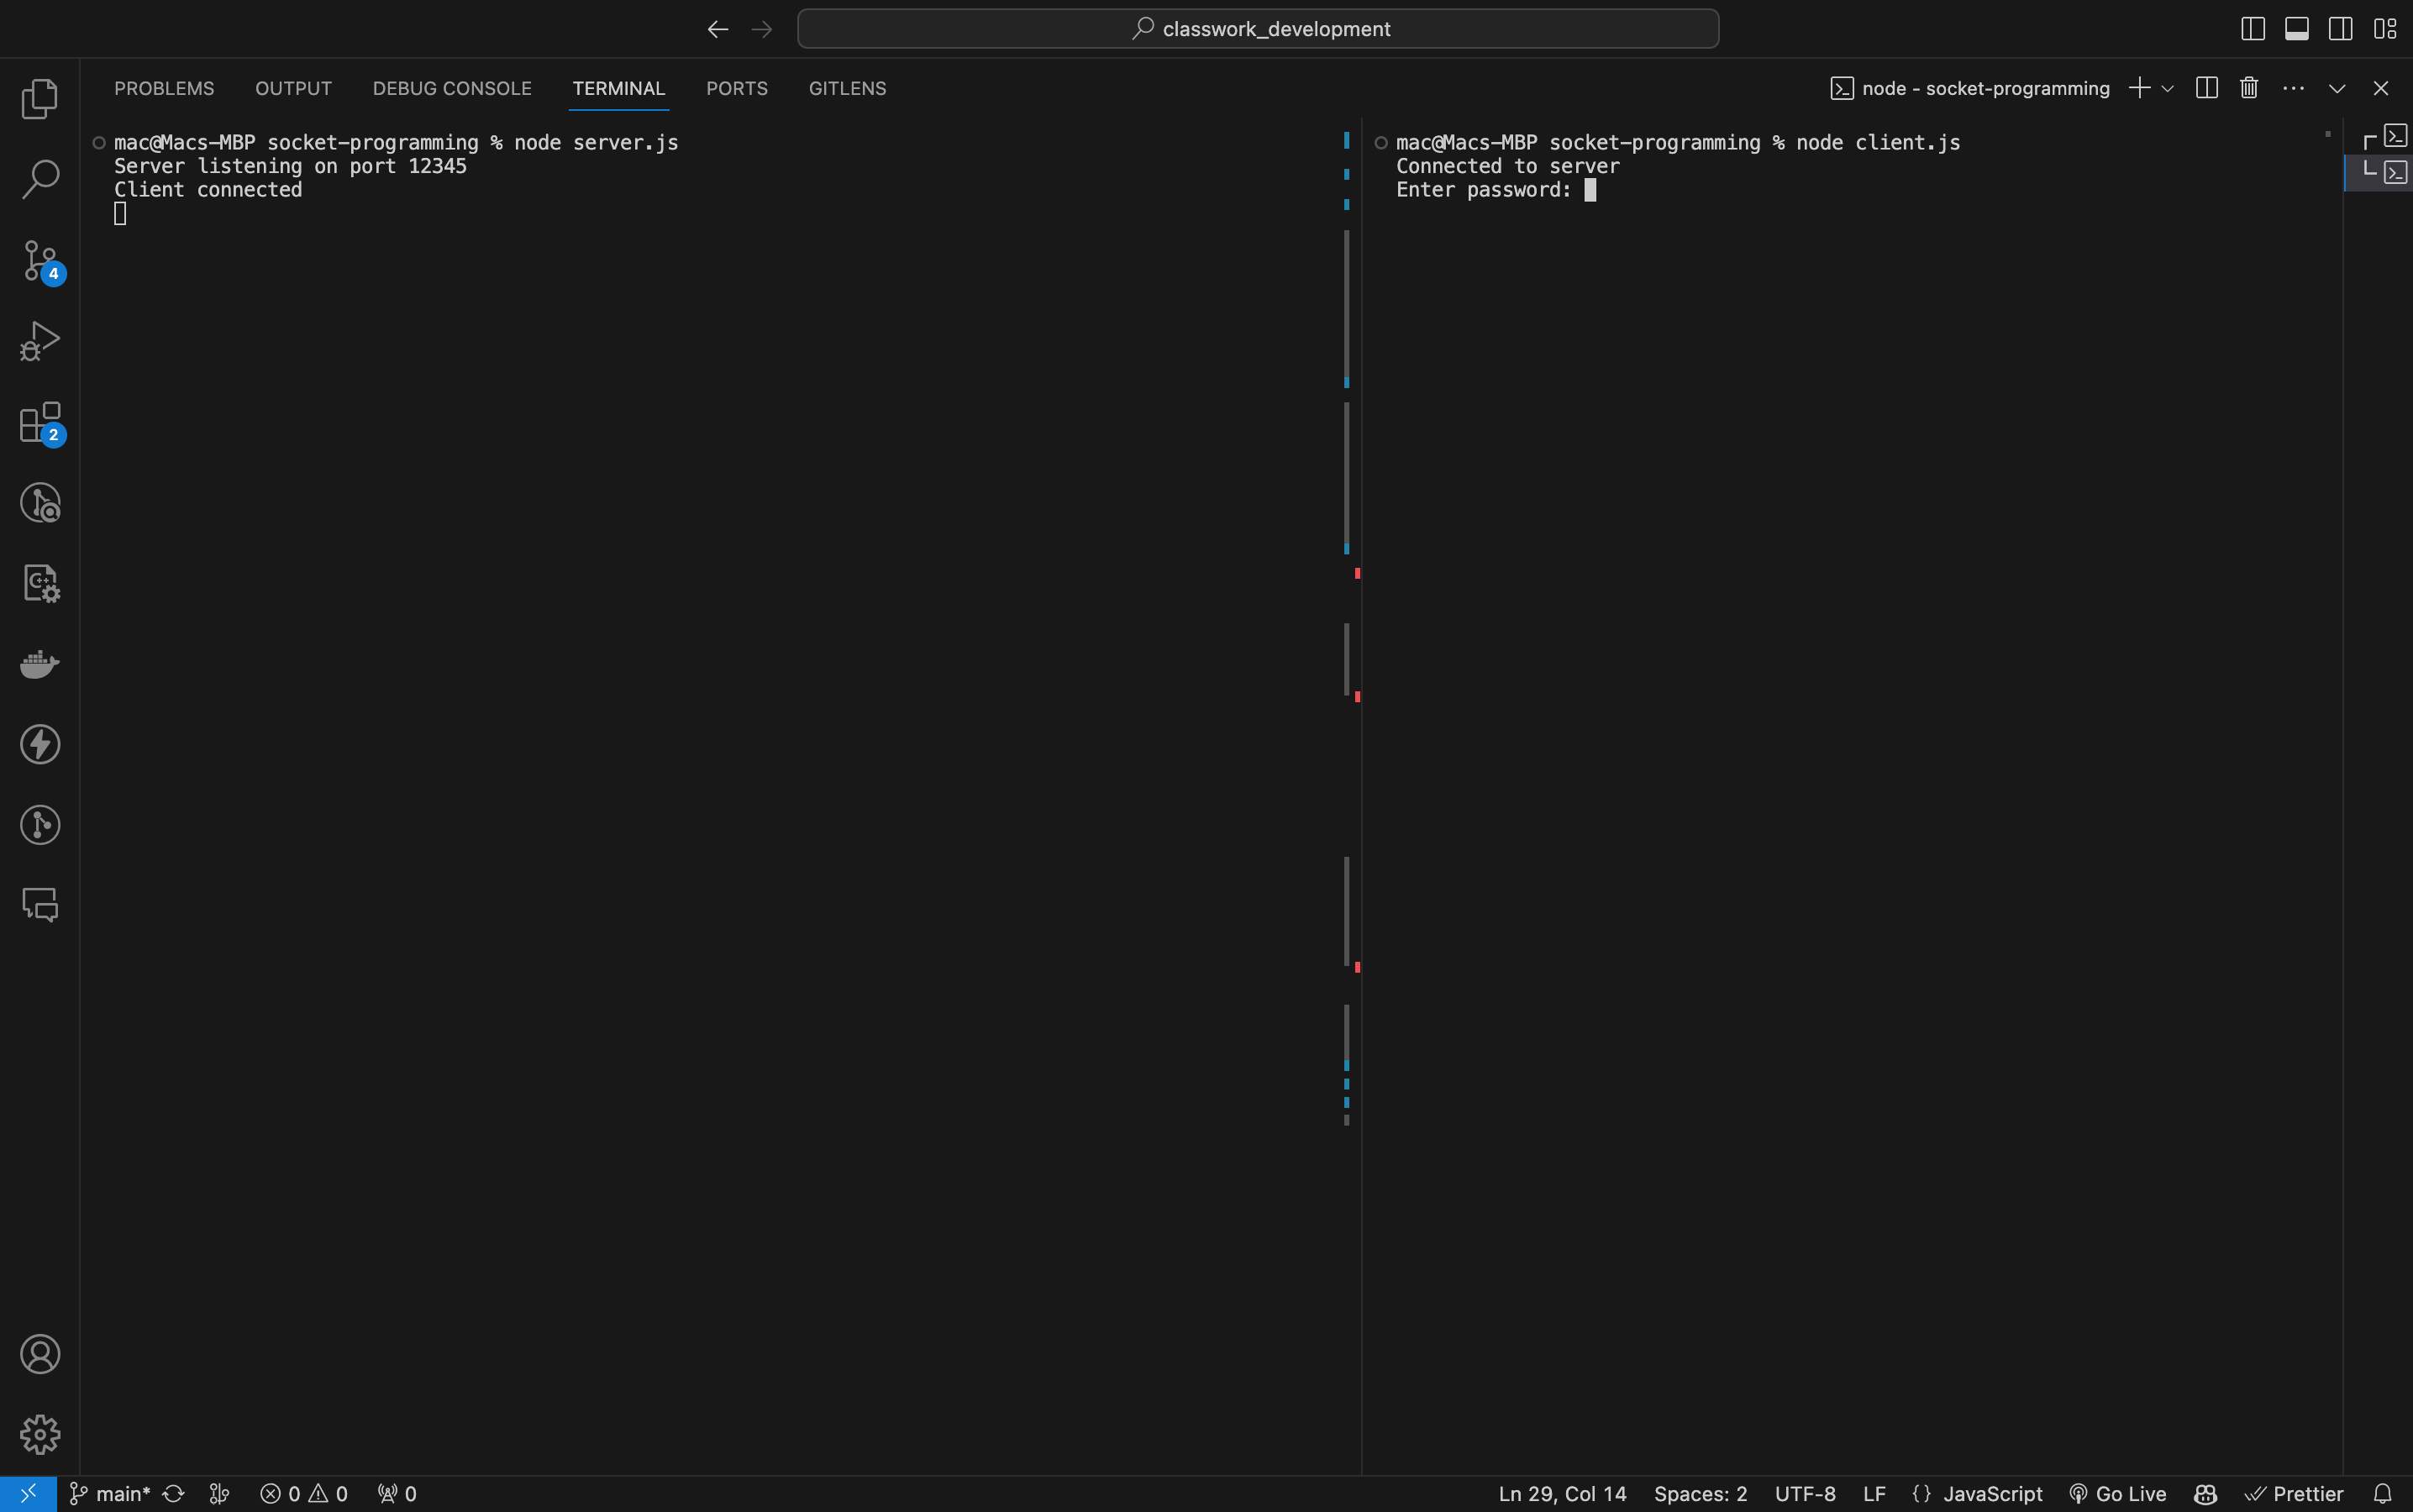 classwork_development
PROBLEMS OUTPUT DEBUG CONSOLE TERMINAL PORTS GITLENS
node - socket-programming
mac@Macs-MBP socket-programming % node server.js
Server listening on port 12345
Client connected
mac@Macs-MBP socket-programming % node client.js
Connected to server
Enter password:
4
2
C++
main* 0 0 0
Ln 29, Col 14 Spaces: 2 UTF-8 LF {} JavaScript Go Live Prettier